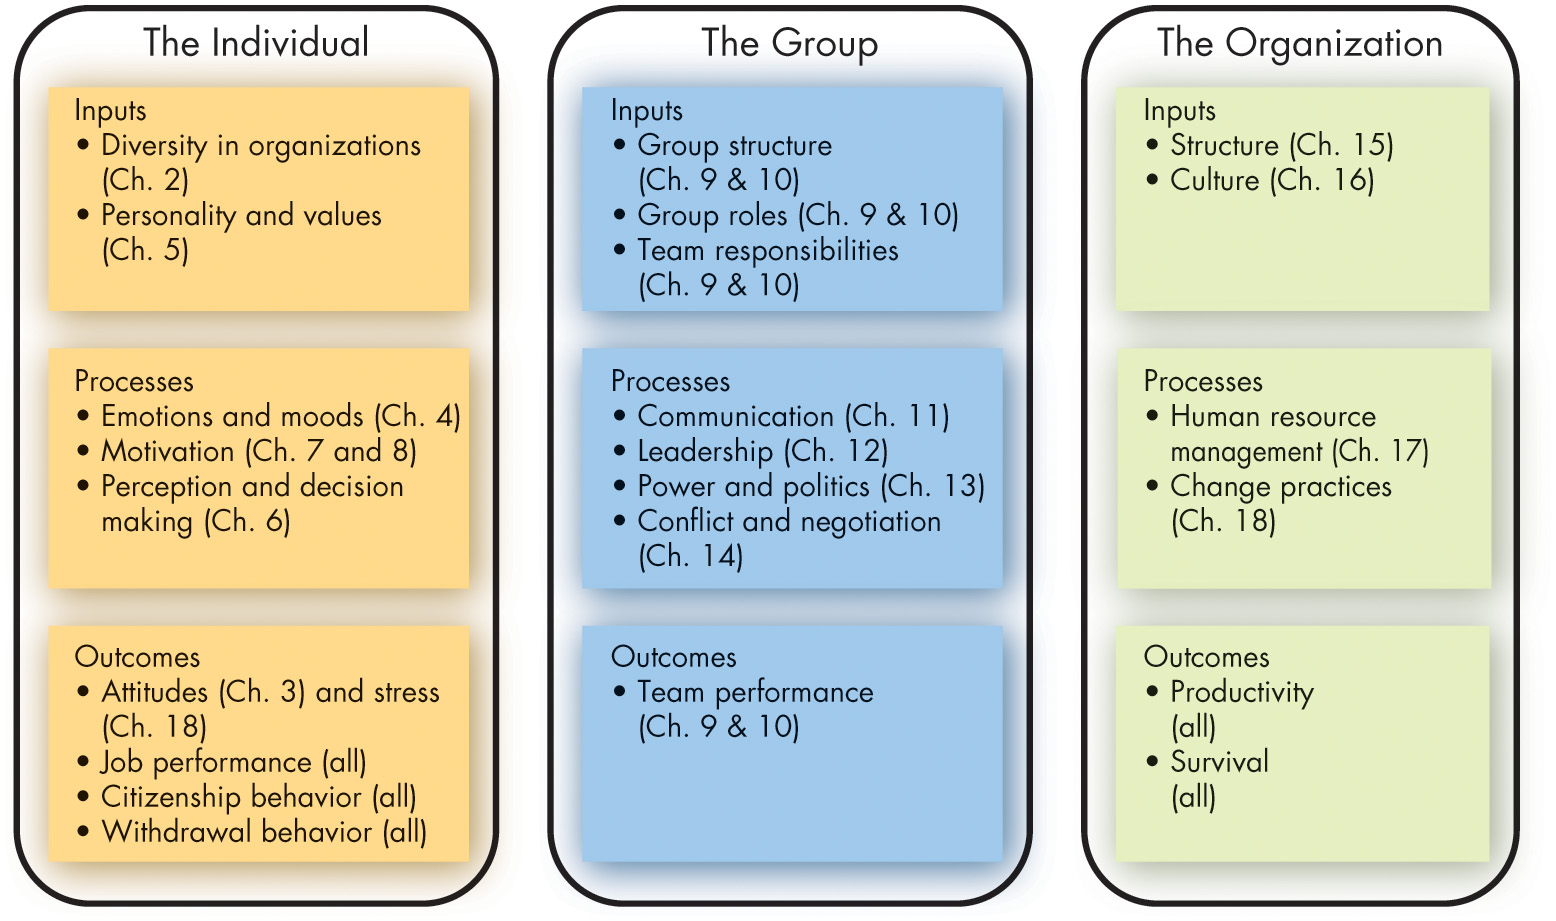 The Individual
Inputs
• Diversity in organizations
(Ch. 2)
• Personality and values
(Ch. 5)
Processes
• Emotions and moods (Ch. 4)
• Motivation (Ch. 7 and 8)
• Perception and decision
making (Ch. 6)
Outcomes
• Attitudes (Ch. 3) and stress
(Ch. 18)
• Job performance (all)
• Citizenship behavior (all)
• Withdrawal behavior (all)
The Group
Inputs
• Group structure
(Ch. 9 & 10)
• Group roles (Ch. 9 & 10)
• Team responsibilities
(Ch. 9 & 10)
Processes
• Communication (Ch. 11)
• Leadership (Ch. 12)
• Power and politics (Ch. 13)
• Conflict and negotiation
(Ch. 14)
Outcomes
• Team performance
(Ch. 9 & 10)
The Organization
Inputs
• Structure (Ch. 15)
• Culture (Ch. 16)
Processes
• Human resource
management (Ch. 17)
• Change practices
(Ch. 18)
Outcomes
• Productivity
(all)
• Survival
(all)